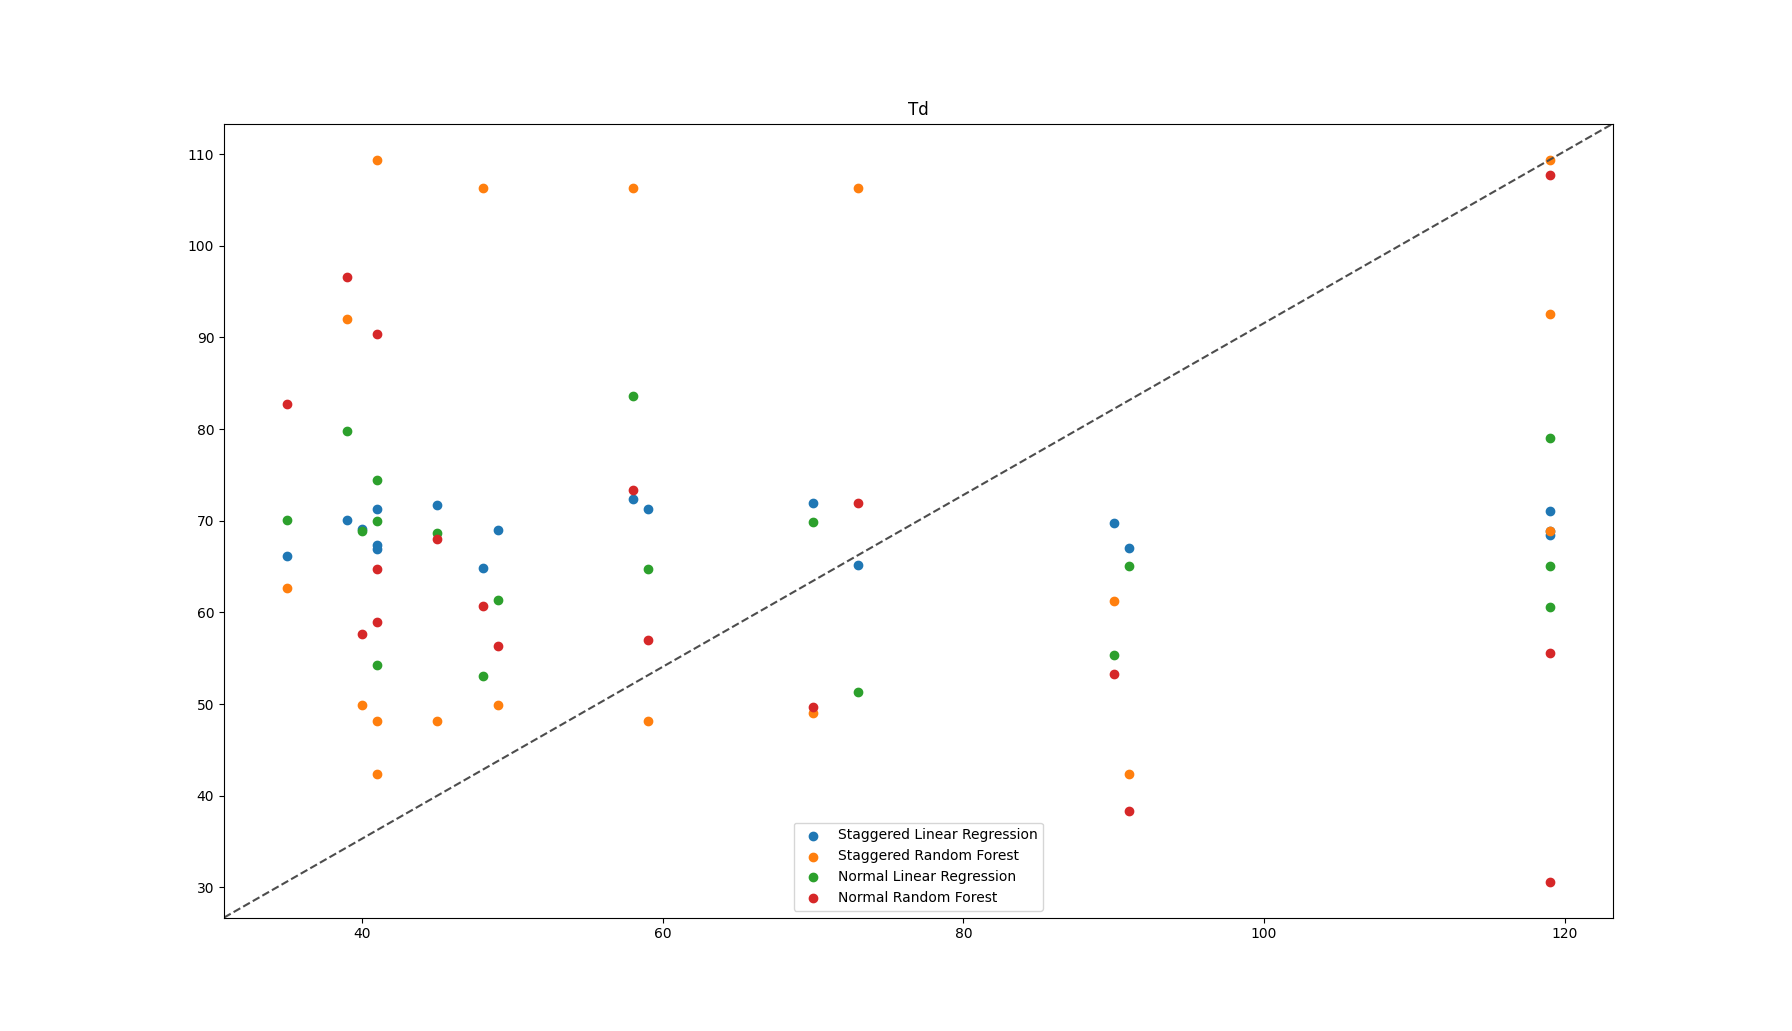 Td
110
100
90
80
70
60
50
40
30
40 60 80 100 120
Staggered Linear Regression
Staggered Random Forest
Normal Linear Regression
Normal Random Forest